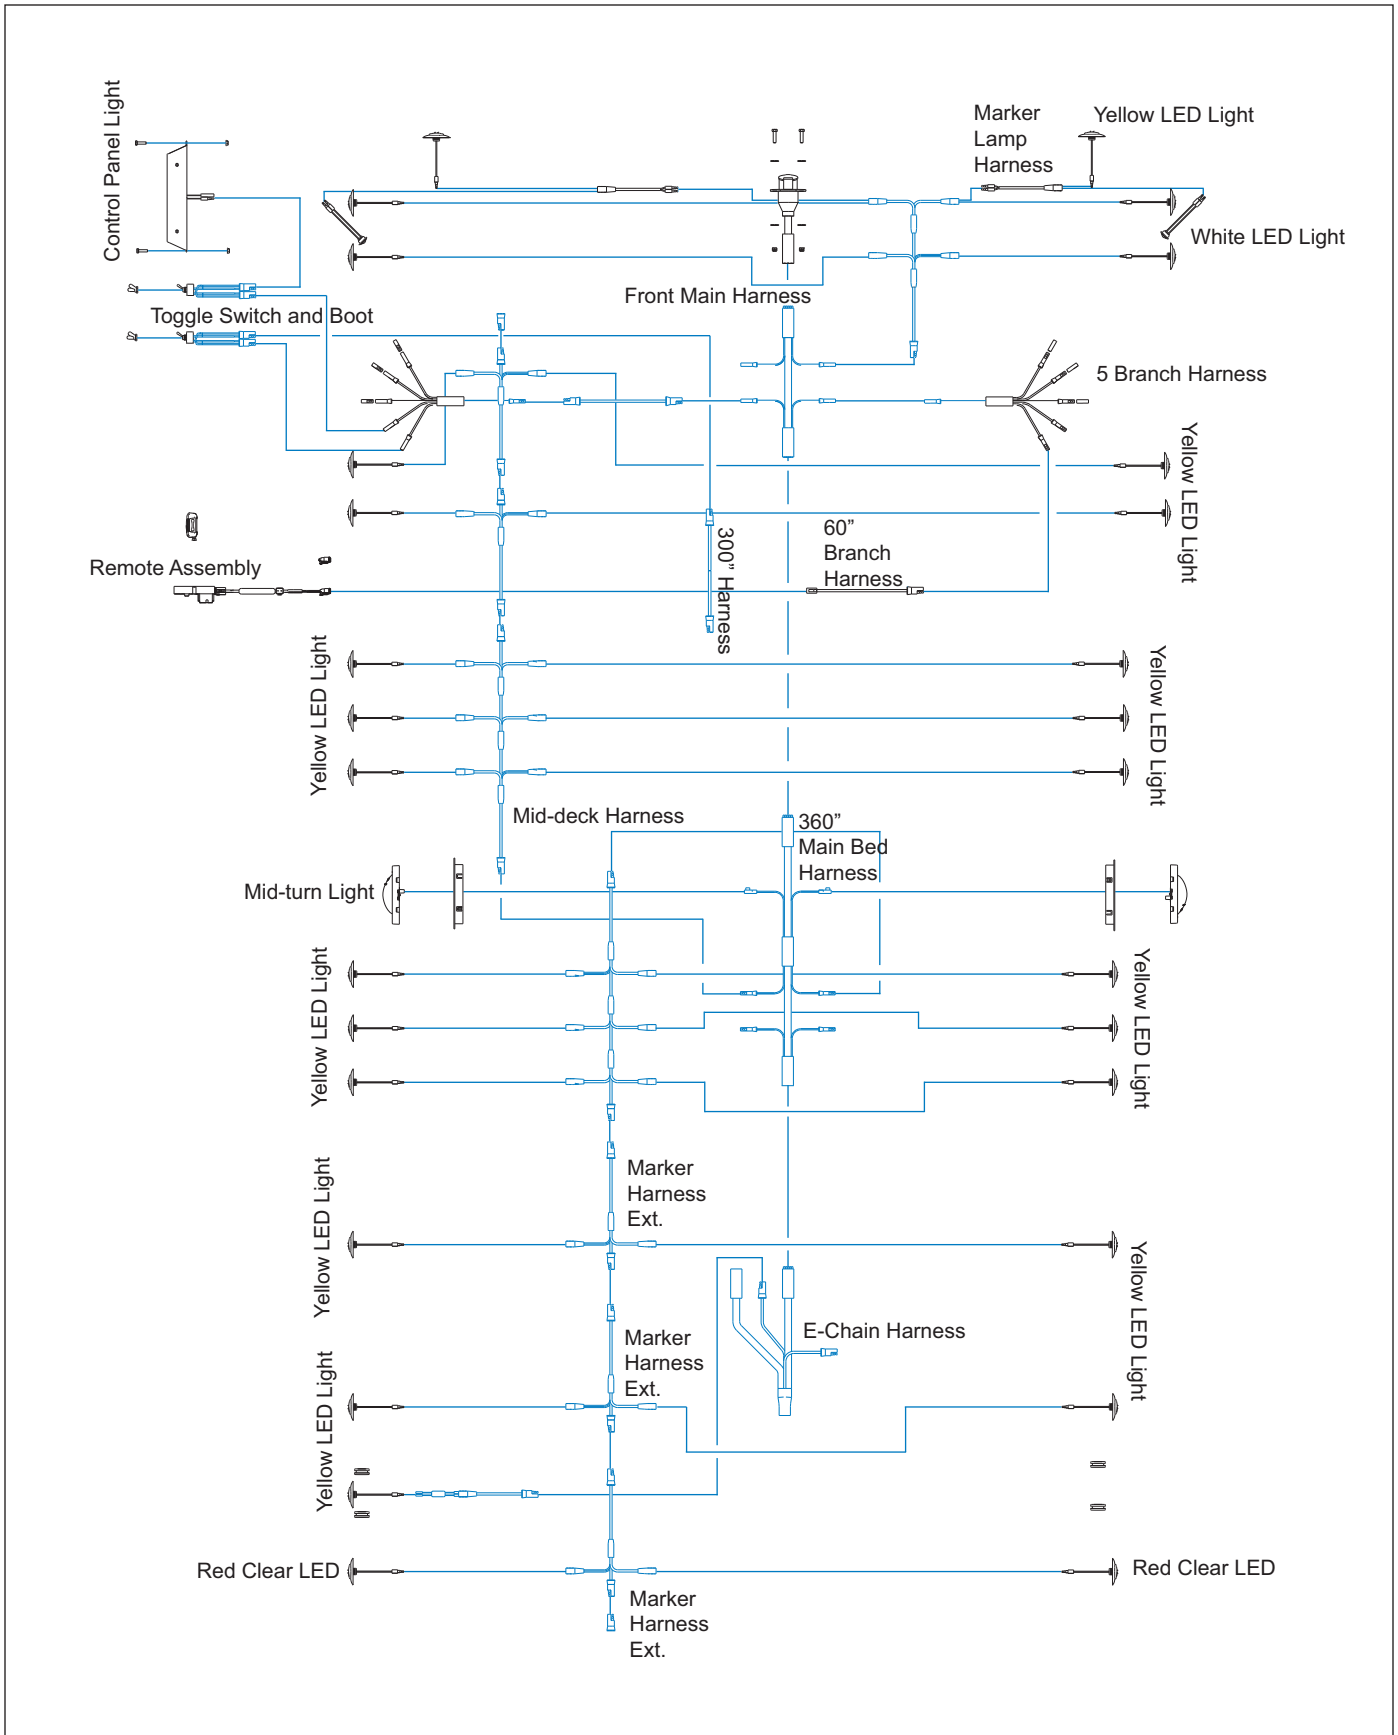 Control Panel Light
Marker
Lamp
Harness
Yellow LED Light
White LED Light
Front Main Harness
Toggle Switch and Boot
5 Branch Harness
Yellow LED Light
60”
Branch
Harness
300” Harness
Remote Assembly
Yellow LED Light
Yellow LED Light
Mid-deck Harness
360”
Main Bed
Harness
Mid-turn Light
Yellow LED Light
Yellow LED Light
Marker
Harness
Ext.
Yellow LED Light
Yellow LED Light
E-Chain Harness
Marker
Harness
Ext.
Yellow LED Light
Red Clear LED
Red Clear LED
Marker
Harness
Ext.